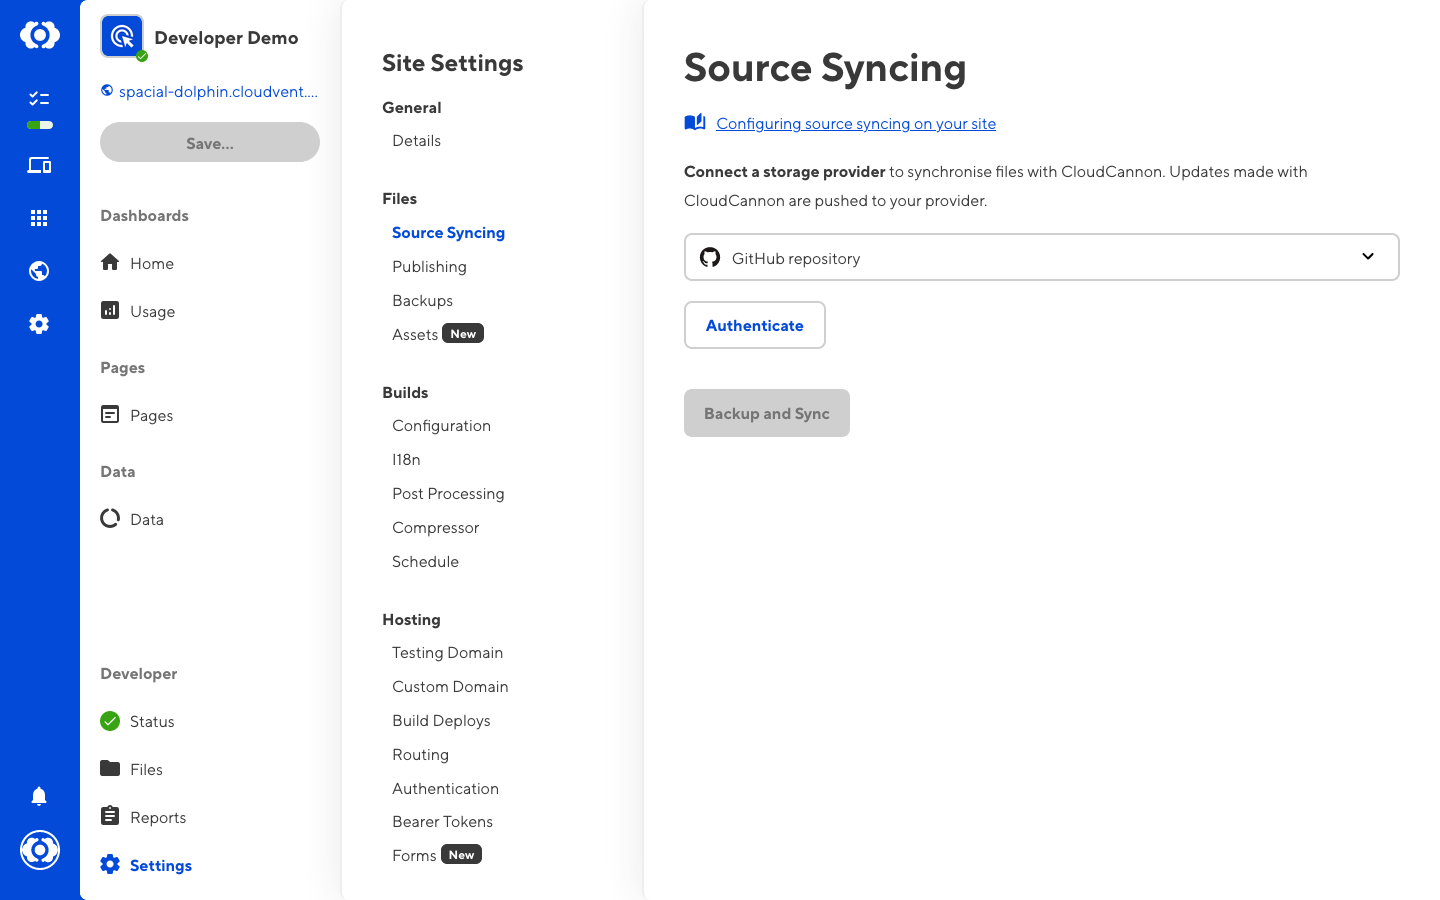 Developer Demo
spacial-dolphin.cloudvent....
Save...
Dashboards
Home
Usage
Pages
Pages
Data
Data
Developer
Status
Files
Reports
Settings
Site Settings
General
Details
Files
Source Syncing
Publishing
Backups
Assets New
Builds
Configuration
I18n
Post Processing
Compressor
Schedule
Hosting
Testing Domain
Custom Domain
Build Deploys
Routing
Authentication
Bearer Tokens
Forms New
Source Syncing
Configuring source syncing on your site
Connect a storage provider to synchronise files with CloudCannon. Updates made with
CloudCannon are pushed to your provider.
GitHub repository
Authenticate
Backup and Sync